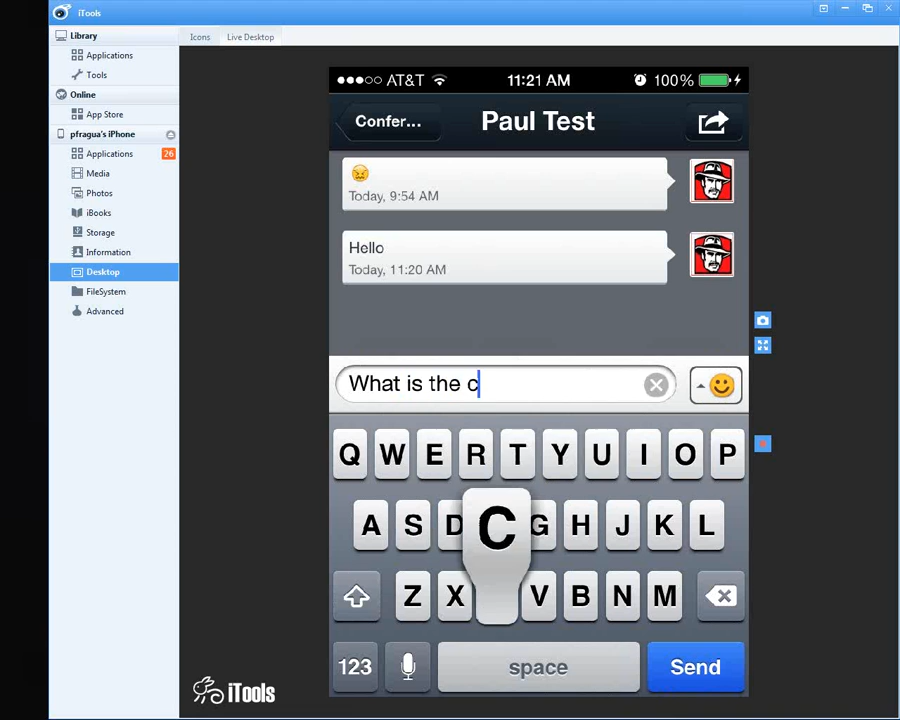 iTools
Library
Icons
Live Desktop
Applications
Tools
Online
App Store
pfragua's iPhone
Applications
26
Media
Photos
iBooks
Storage
Information
Desktop
FileSystem
Advanced
AT&T
11:21 AM
100%
Confer...
Paul Test
Today, 9:54 AM
Hello
Today, 11:20 AM
What is the c
Q W E R T Y U I O P
A S D C G H J K L
Z X V B N M
123
space
Send
iTools